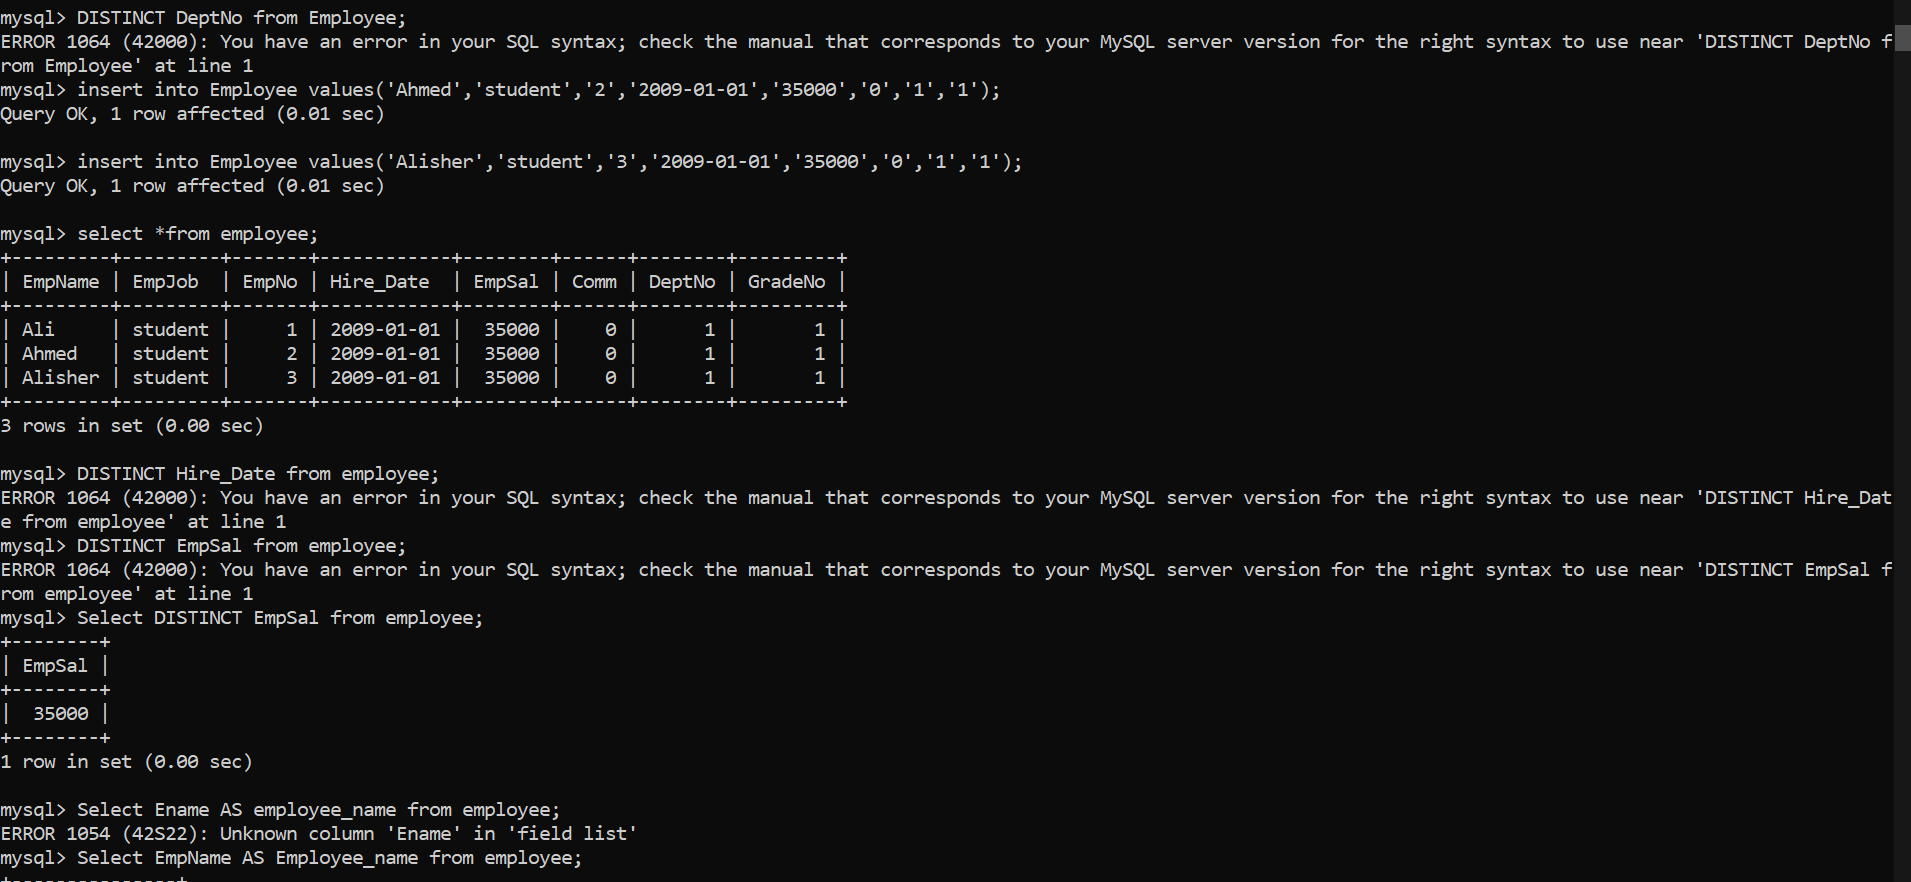 mysql> DISTINCT DeptNo from Employee;
ERROR 1064 (42000): You have an error in your SQL syntax; check the manual that corresponds to your MySQL server version for the right syntax to use near 'DISTINCT DeptNo f
rom Employee' at line 1
mysql> insert into Employee values('Ahmed','student','2','2009-01-01','35000','0','1','1');
Query OK, 1 row affected (0.01 sec)

mysql> insert into Employee values('Alisher','student','3','2009-01-01','35000','0','1','1');
Query OK, 1 row affected (0.01 sec)

mysql> select *from employee;
+---------+---------+-------+------------+--------+------+--------+---------+
| EmpName | EmpJob  | EmpNo | Hire_Date  | EmpSal | Comm | DeptNo | GradeNo |
+---------+---------+-------+------------+--------+------+--------+---------+
| Ali     | student |     1 | 2009-01-01 |  35000 |    0 |      1 |       1 |
| Ahmed   | student |     2 | 2009-01-01 |  35000 |    0 |      1 |       1 |
| Alisher | student |     3 | 2009-01-01 |  35000 |    0 |      1 |       1 |
+---------+---------+-------+------------+--------+------+--------+---------+
3 rows in set (0.00 sec)

mysql> DISTINCT Hire_Date from employee;
ERROR 1064 (42000): You have an error in your SQL syntax; check the manual that corresponds to your MySQL server version for the right syntax to use near 'DISTINCT Hire_Dat
e from employee' at line 1
mysql> DISTINCT EmpSal from employee;
ERROR 1064 (42000): You have an error in your SQL syntax; check the manual that corresponds to your MySQL server version for the right syntax to use near 'DISTINCT EmpSal f
rom employee' at line 1
mysql> Select DISTINCT EmpSal from employee;
+--------+
| EmpSal |
+--------+
|  35000 |
+--------+
1 row in set (0.00 sec)

mysql> Select Ename AS employee_name from employee;
ERROR 1054 (42S22): Unknown column 'Ename' in 'field list'
mysql> Select EmpName AS Employee_name from employee;
+---------------+